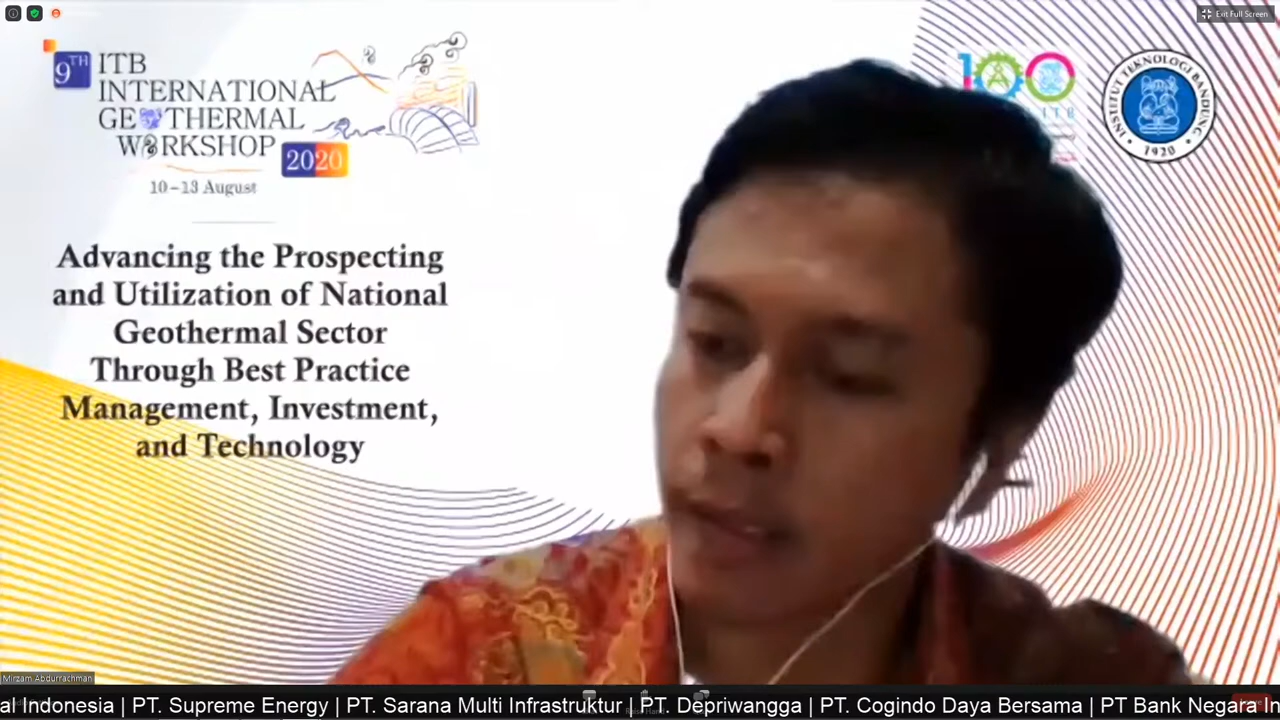 Exit Full Screen
9TH ITB
INTERNATIONAL
GEOTHERMAL
WORKSHOP
2020
10-13 August
100
ITB
INSTITUT TEKNOLOGI BANDUNG
1920
Advancing the Prospecting
and Utilization of National
Geothermal Sector
Through Best Practice
Management, Investment,
and Technology
Mirzam Abdurrachman
al Indonesia | PT. Supreme Energy | PT. Sarana Multi Infrastruktur | PT. Depriwangga | PT. Cogindo Daya Bersama | PT Bank Negara In